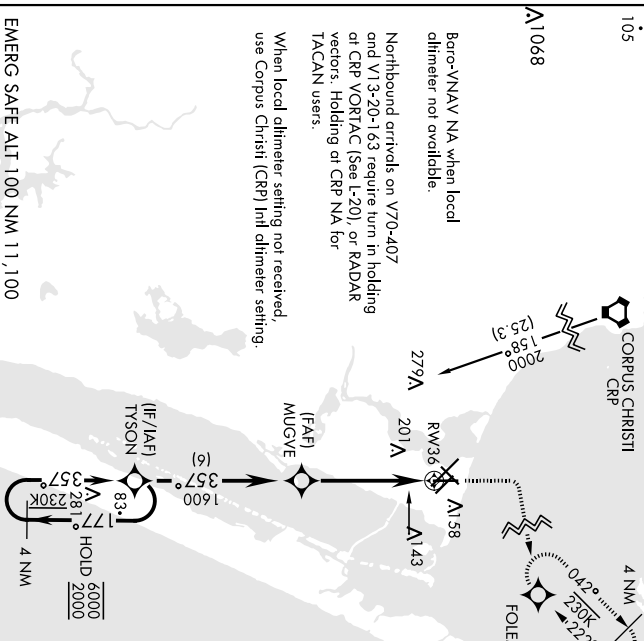 105
1068
Baro-VNAV NA when local
altimeter not available.
Northbound arrivals on V70-407
and V13-20-163 require turn in holding
at CRP VORTAC (See L-20), or RADAR
vectors. Holding at CRP NA for
TACAN users.
When local altimeter setting not received,
use Corpus Christi (CRP) Intl altimeter setting.
EMERG SAFE ALT 100 NM 11,100
CORPUS CHRISTI
CRP
2000
158°
(25.3)
279
201
RW36
158
143
(FAF)
MUGVE
1600
357°
(6)
(IF/IAF)
TYSON
83°
357°
230K
281
177°
HOLD 6000
2000
4 NM
4 NM
042°
230K
222°
FOLE